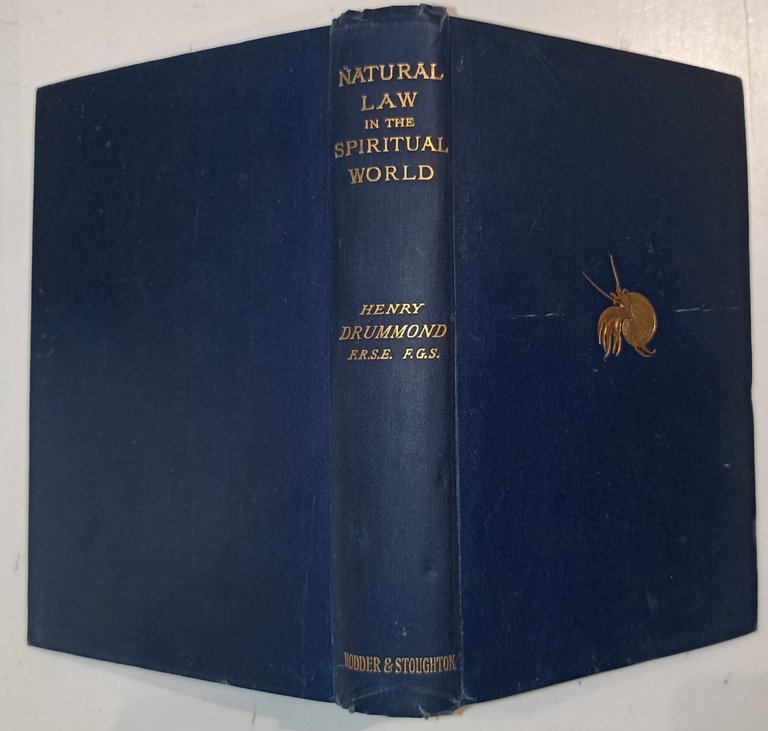 NATURAL
LAW
IN THE
SPIRITUAL
WORLD
HENRY
DRUMMOND
F.R.S.E. F.G.S.
HODDER & STOUGHTON